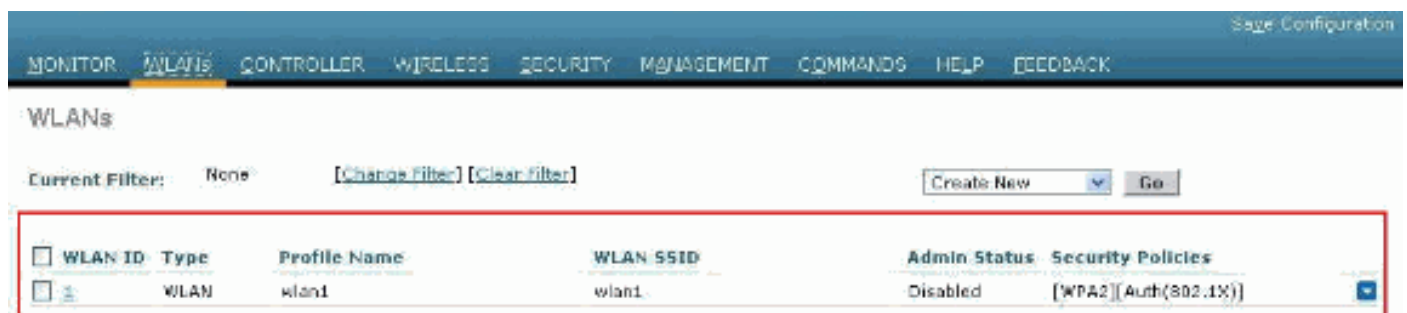 Save Configuration
MONITOR WLANs CONTROLLER WIRELESS SECURITY MANAGEMENT COMMANDS HELP FEEDBACK
WLANs
Current Filter: None [Change Filter] [Clear Filter] Create New Go
WLAN ID Type Profile Name WLAN SSID Admin Status Security Policies
1 WLAN wlan1 wlan1 Disabled [WPA2][Auth(802.1X)]